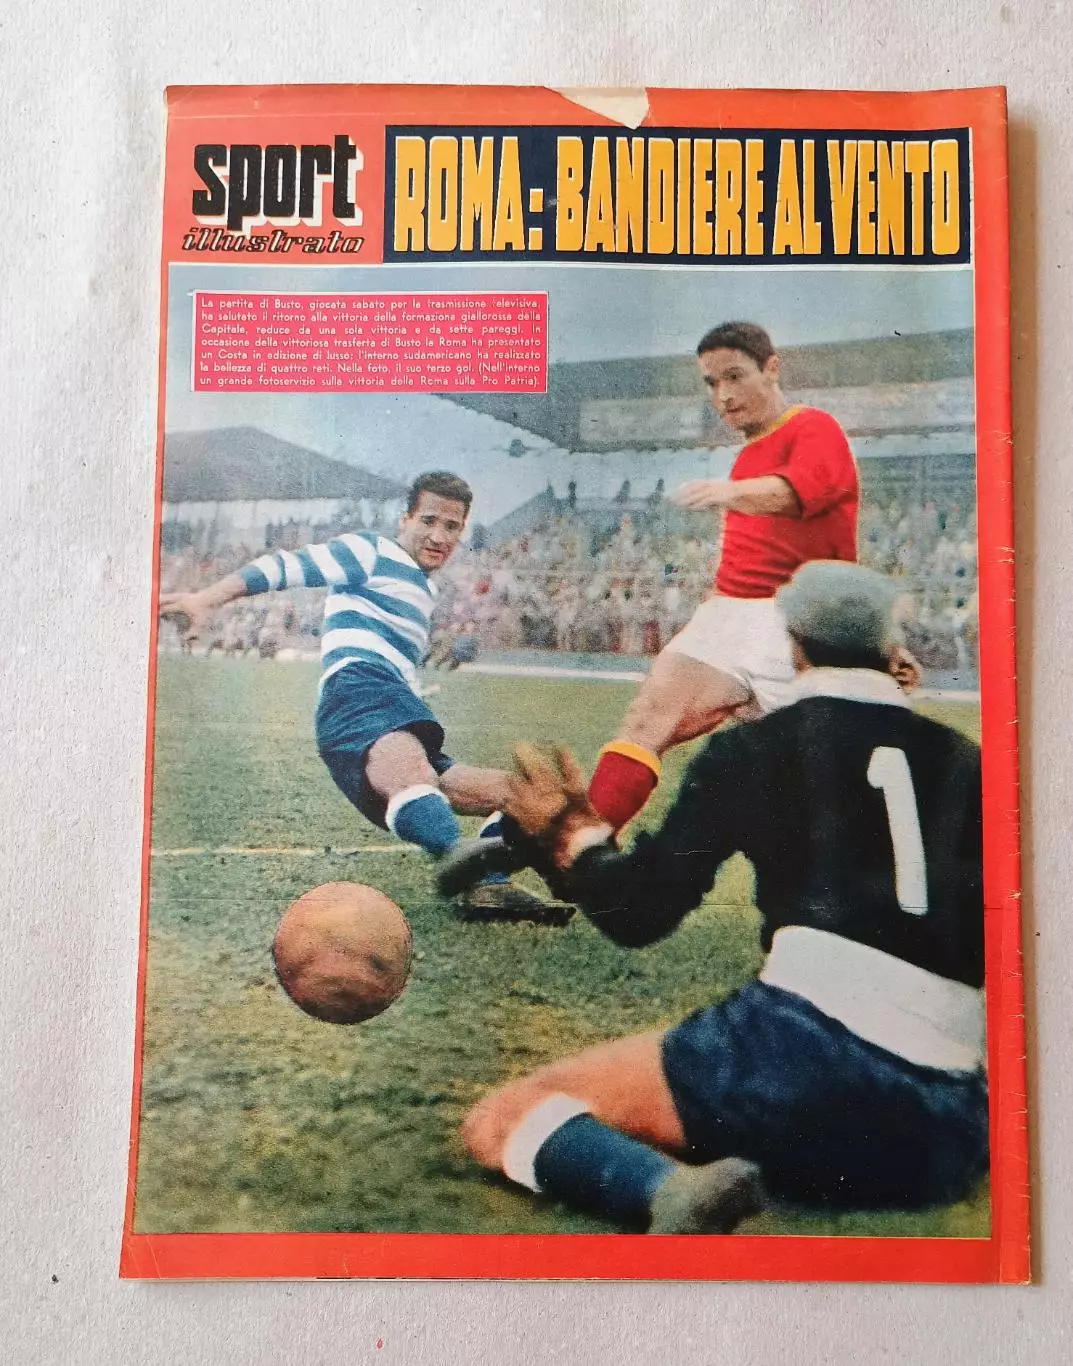 sport
illustrato
ROMA: BANDIERE AL VENTO
La partita di Busto, giocata sabato per la trasmissione televisiva,
ha salutato il ritorno alla vittoria della formazione giallorossa della
Capitale, reduce da una sola vittoria e da sette pareggi. In
occasione della vittoriosa trasferta di Busto la Roma ha presentato
un Costa in edizione di lusso: l'interno sudamericano ha realizzato
la bellezza di quattro reti. Nella foto, il suo terzo gol. (Nell'interno
un grande fotoservizio sulla vittoria della Roma sulla Pro Patria).
1